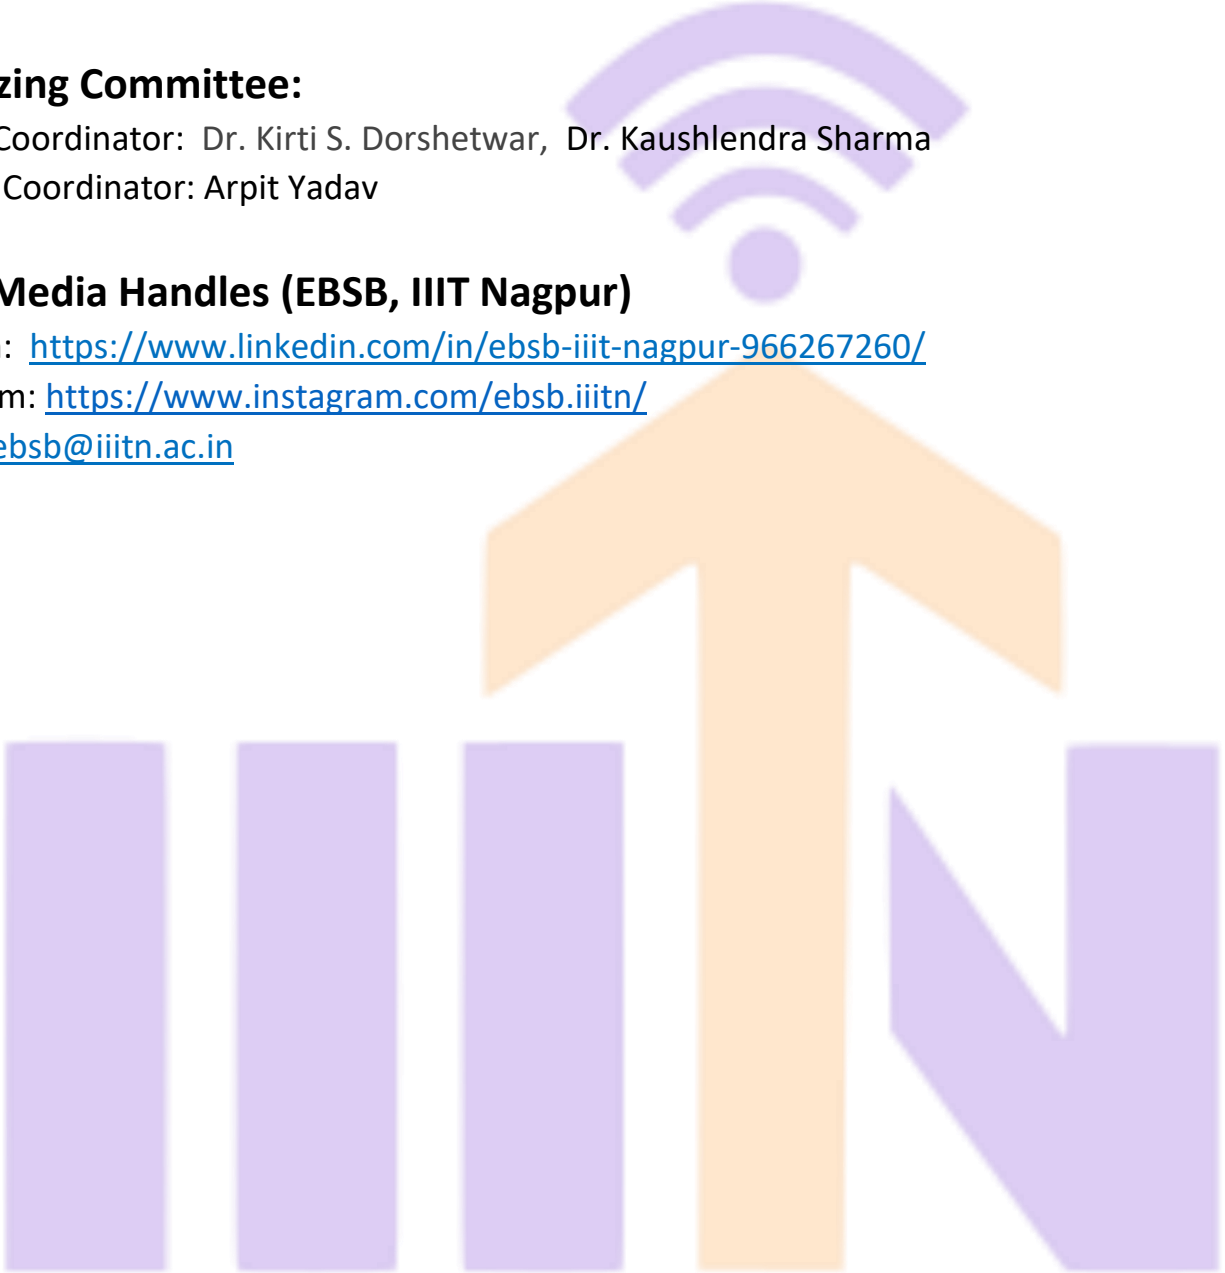 zing Committee:
Coordinator: Dr. Kirti S. Dorshetwar, Dr. Kaushlendra Sharma
Coordinator: Arpit Yadav
Media Handles (EBSB, IIIT Nagpur)
: https://www.linkedin.com/in/ebsb-iiit-nagpur-966267260/
m: https://www.instagram.com/ebsb.iiitn/
ebsb@iiitn.ac.in
IIITN